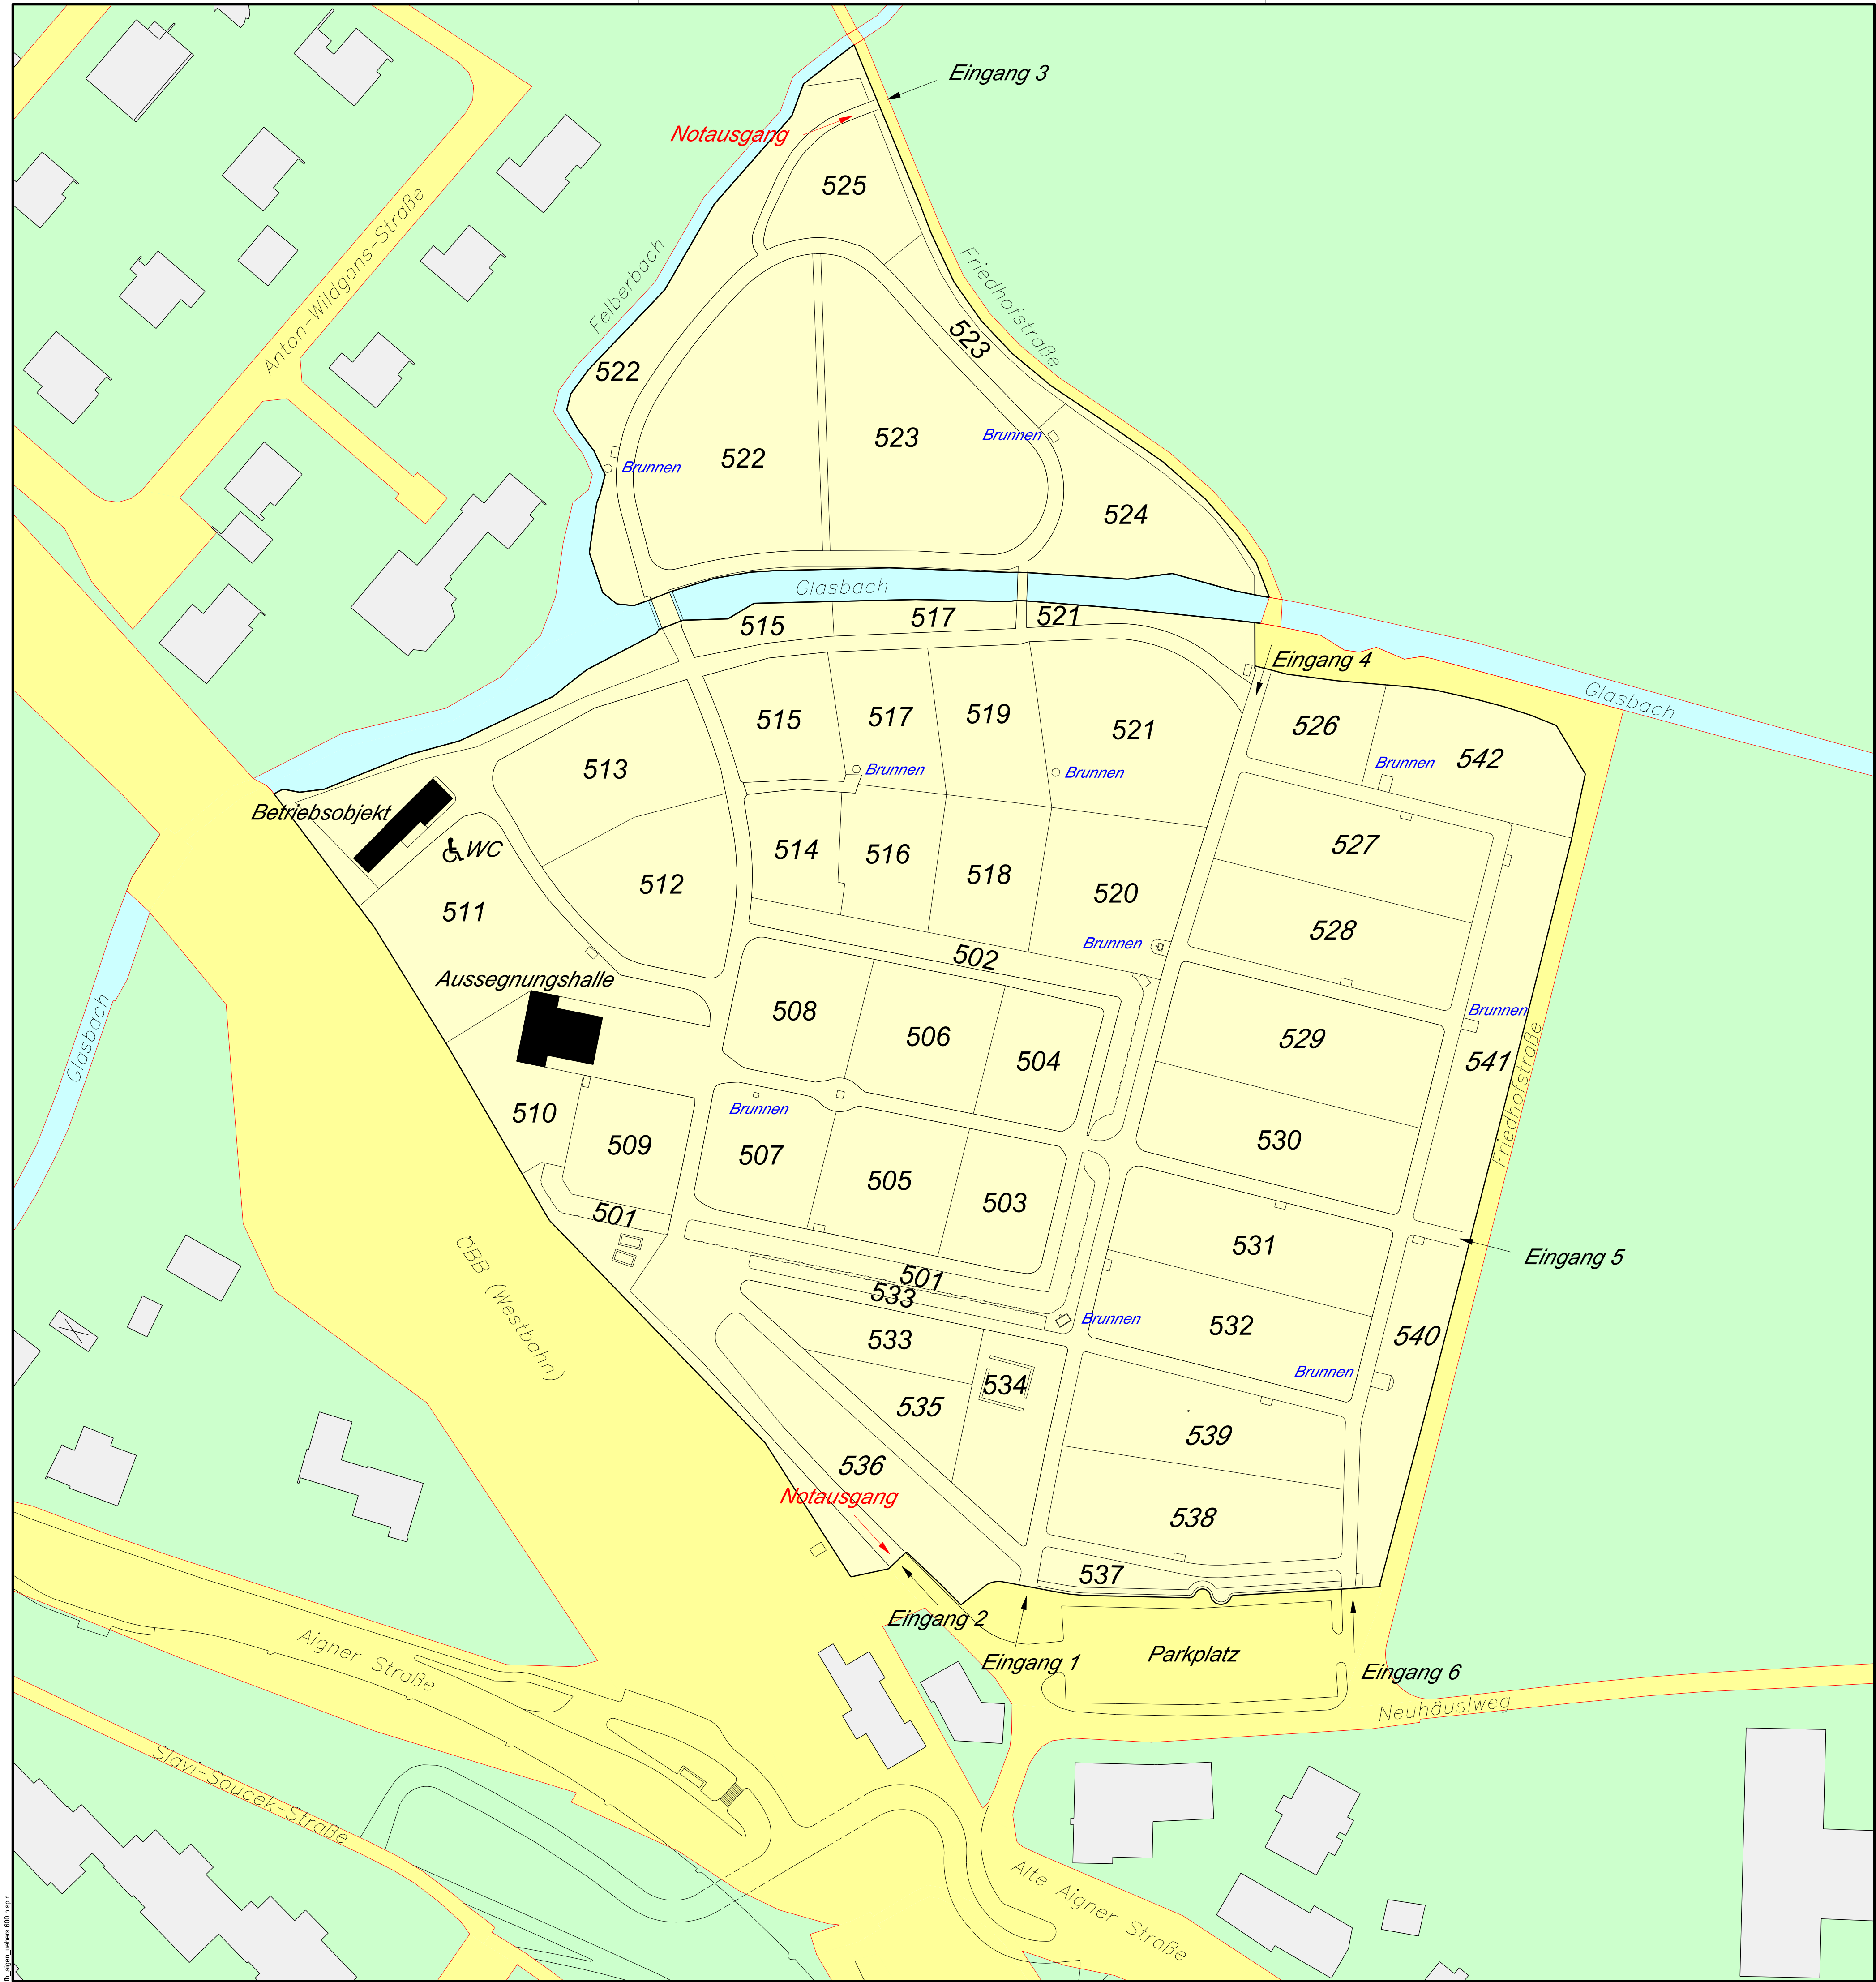 Eingang 3
Notausgang
525
Anton-Wildgans-Straße
Felberbach
Friedhofstraße
523
522
523
Brunnen
522
Brunnen
524
Glasbach
515
517
521
Eingang 4
Glasbach
515
517
519
521
526
542
Brunnen
513
Brunnen
Brunnen
Betriebsobjekt
WC
514
516
518
520
527
512
511
528
Brunnen
502
Aussegnungshalle
508
506
504
529
Brunnen
541
Glasbach
Friedhofstraße
510
509
Brunnen
507
505
503
530
501
531
Eingang 5
ÖBB (Westbahn)
501
533
Brunnen
532
540
533
534
Brunnen
535
539
536
Notausgang
538
537
Eingang 2
Eingang 1
Parkplatz
Eingang 6
Aigner Straße
Neuhäuslweg
Slavi-Soucek-Straße
Alte Aigner Straße
fh_aigen_uebers.600.p.sp.r